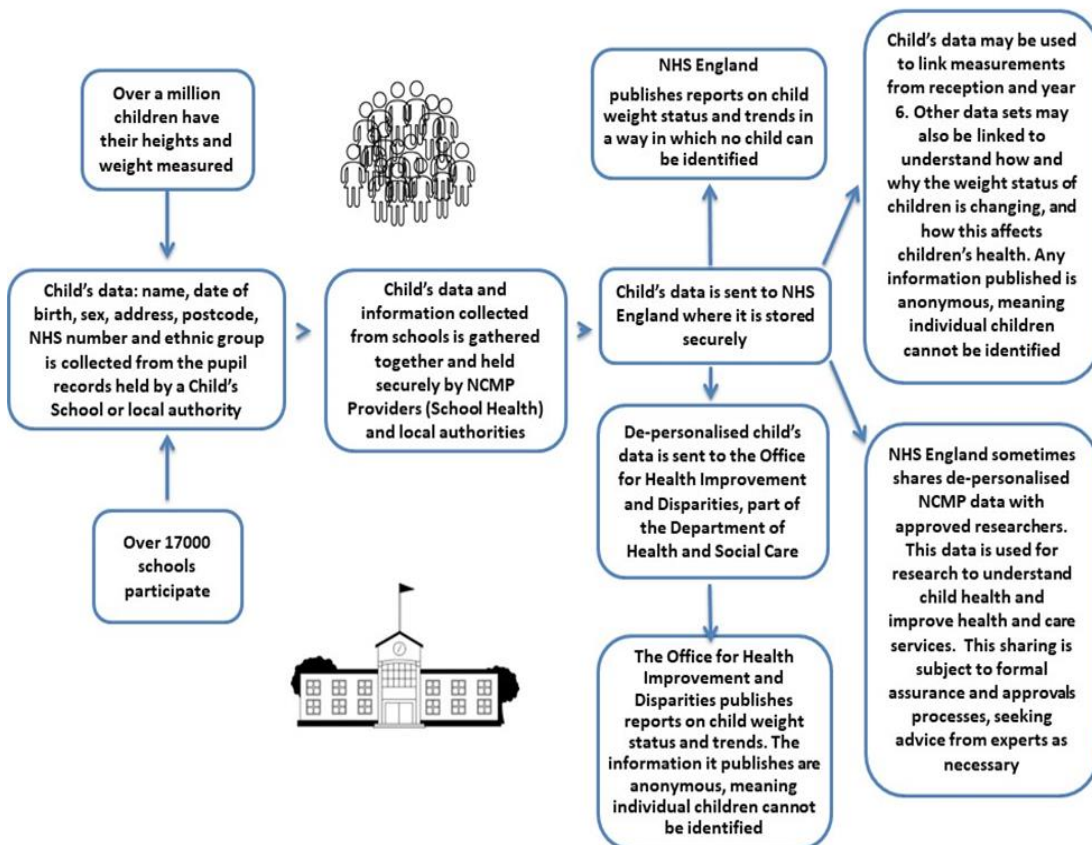 Over a million
children have
their heights and
weight measured
Child's data: name, date of
birth, sex, address, postcode,
NHS number and ethnic group
is collected from the pupil
records held by a Child's
School or local authority
Over 17000
schools
participate
Child's data and
information collected
from schools is gathered
together and held
securely by NCMP
Providers (School Health)
and local authorities
NHS England
publishes reports on child
weight status and trends in
a way in which no child can
be identified
Child's data is sent to NHS
England where it is stored
securely
De-personalised child's
data is sent to the Office
for Health Improvement
and Disparities, part of
the Department of
Health and Social Care
The Office for Health
Improvement and
Disparities publishes
reports on child weight
status and trends. The
information it publishes are
anonymous, meaning
individual children cannot
be identified
Child's data may be used
to link measurements
from reception and year
6. Other data sets may
also be linked to
understand how and
why the weight status of
children is changing, and
how this affects
children's health. Any
information published is
anonymous, meaning
individual children
cannot be identified
NHS England sometimes
shares de-personalised
NCMP data with
approved researchers.
This data is used for
research to understand
child health and
improve health and care
services. This sharing is
subject to formal
assurance and approvals
processes, seeking
advice from experts as
necessary